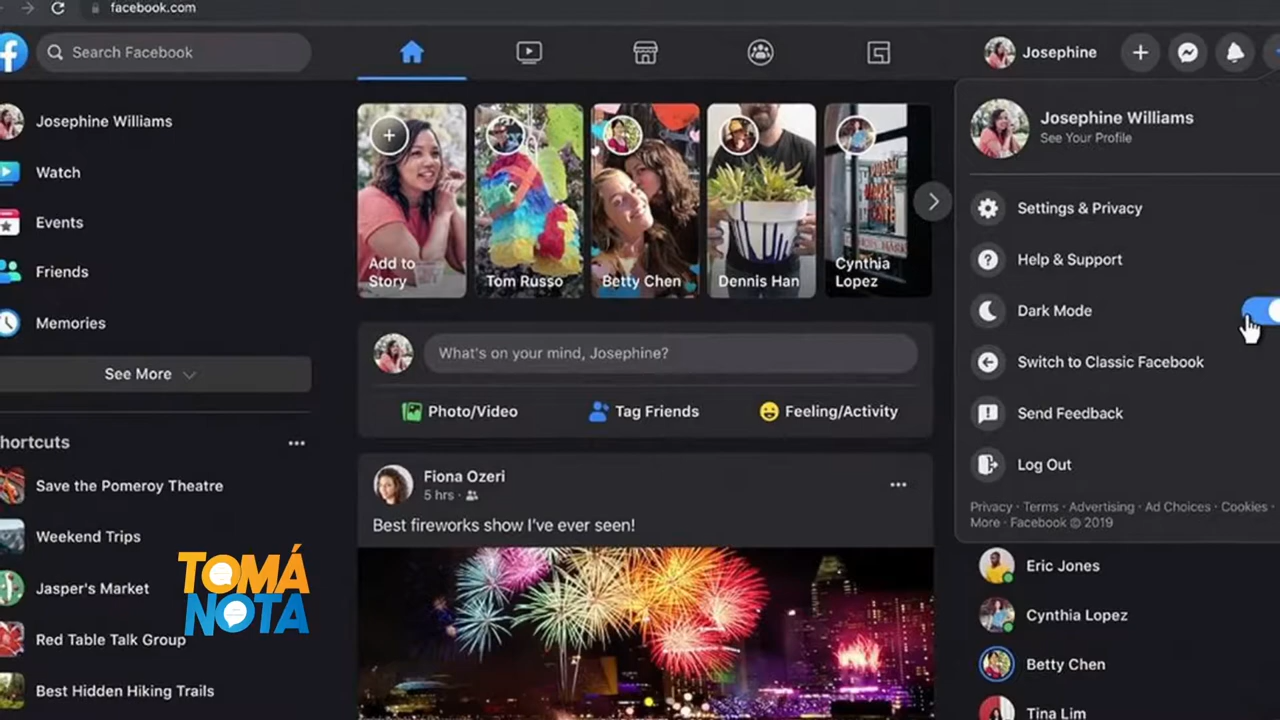 facebook.com
Search Facebook
Josephine
Josephine Williams
Watch
Events
Friends
Memories
See More
hortcuts
Save the Pomeroy Theatre
Weekend Trips
Jasper's Market
Red Table Talk Group
Best Hidden Hiking Trails
TOMÁ
NOTA
Add to
Story
Tom Russo
Betty Chen
Dennis Han
Cynthia
Lopez
What's on your mind, Josephine?
Photo/Video
Tag Friends
Feeling/Activity
Fiona Ozeri
5 hrs ·
Best fireworks show I've ever seen!
Josephine Williams
See Your Profile
Settings & Privacy
Help & Support
Dark Mode
Switch to Classic Facebook
Send Feedback
Log Out
Privacy · Terms · Advertising · Ad Choices · Cookies ·
More · Facebook © 2019
Eric Jones
Cynthia Lopez
Betty Chen
Tina Lim